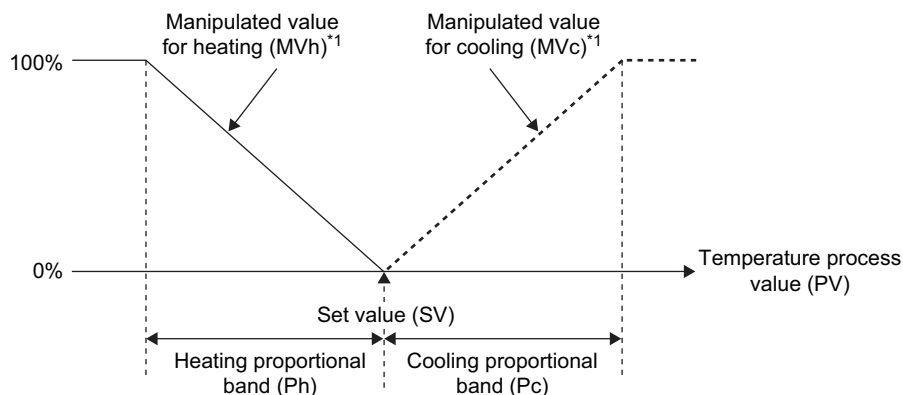 Manipulated value
for heating (MVh)*1
Manipulated value
for cooling (MVc)*1
100%
0%
Temperature process
value (PV)
Set value (SV)
Heating proportional
band (Ph)
Cooling proportional
band (Pc)